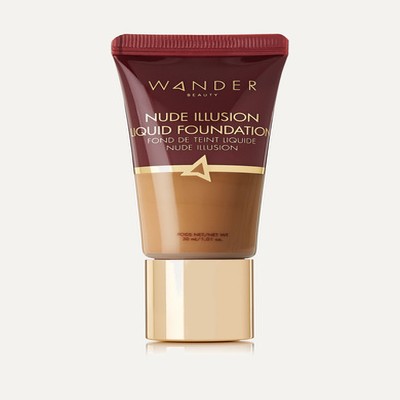 WANDER
BEAUTY
NUDE ILLUSION
LIQUID FOUNDATION
FOND DE TEINT LIQUIDE
NUDE ILLUSION